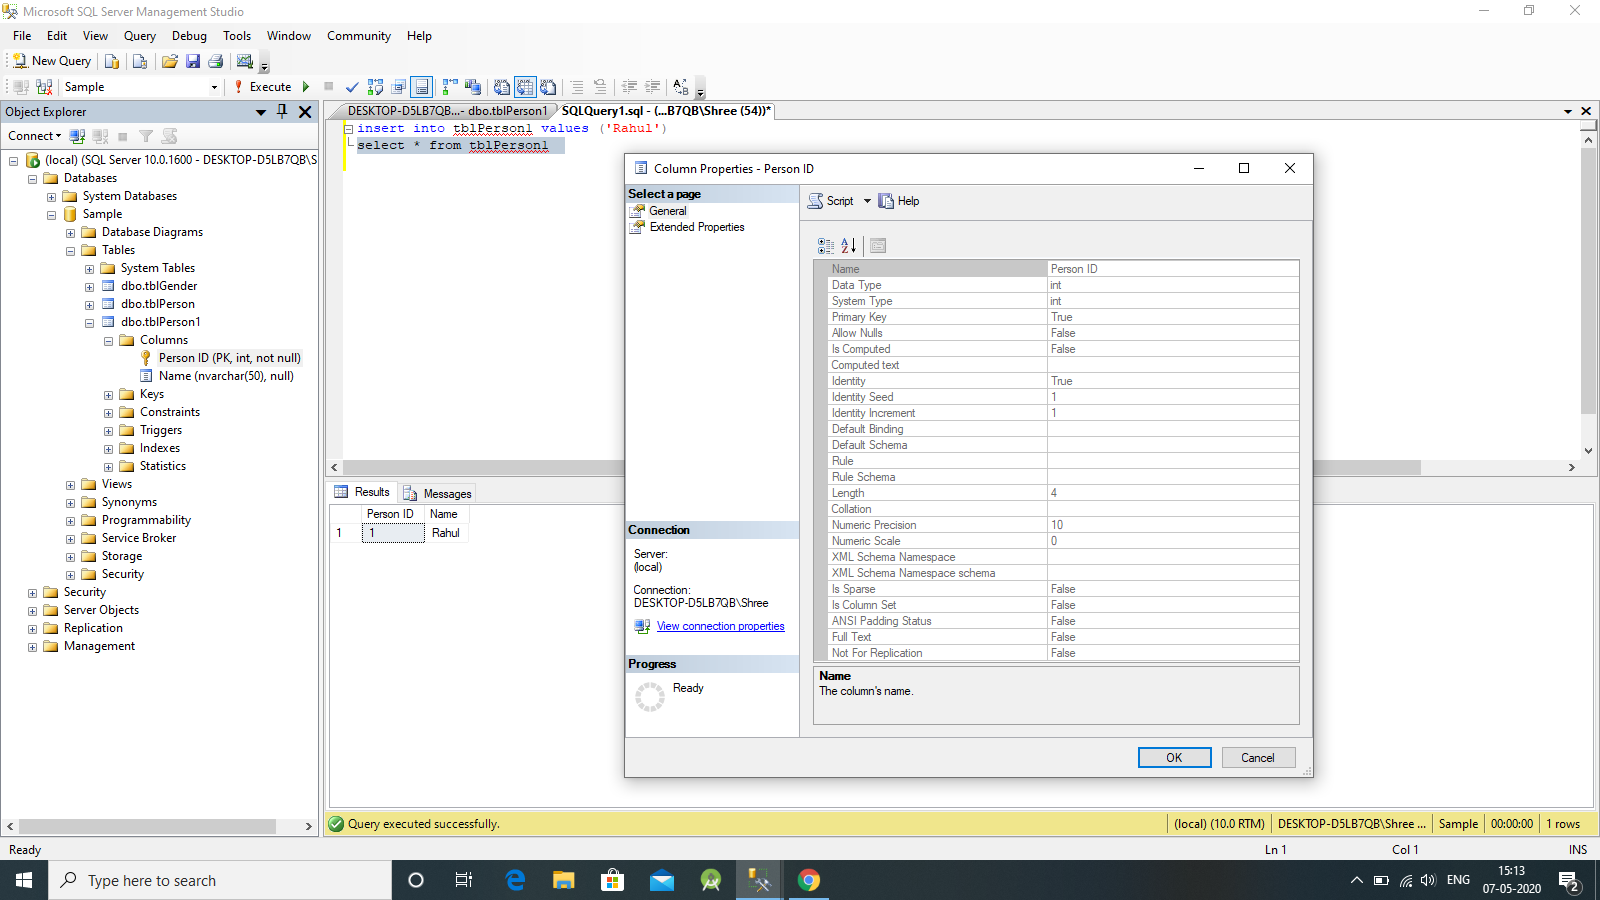 Microsoft SQL Server Management Studio
File Edit View Query Debug Tools Window Community Help
New Query
Sample Execute
Object Explorer
Connect
(local) (SQL Server 10.0.1600 - DESKTOP-D5LB7QB\S
Databases
System Databases
Sample
Database Diagrams
Tables
System Tables
dbo.tblGender
dbo.tblPerson
dbo.tblPerson1
Columns
Person ID (PK, int, not null)
Name (nvarchar(50), null)
Keys
Constraints
Triggers
Indexes
Statistics
Views
Synonyms
Programmability
Service Broker
Storage
Security
Security
Server Objects
Replication
Management
DESKTOP-D5LB7QB...- dbo.tblPerson1 SQLQuery1.sql - (...B7QB\Shree (54))*
insert into tblPerson1 values ('Rahul')
select * from tblPerson1
Results Messages
Person ID Name
1 1 Rahul
Column Properties - Person ID
Select a page
General
Extended Properties
Connection
Server:
(local)
Connection:
DESKTOP-D5LB7QB\Shree
View connection properties
Progress
Ready
Script Help
Name Person ID
Data Type int
System Type int
Primary Key True
Allow Nulls False
Is Computed False
Computed text
Identity True
Identity Seed 1
Identity Increment 1
Default Binding
Default Schema
Rule
Rule Schema
Length 4
Collation
Numeric Precision 10
Numeric Scale 0
XML Schema Namespace
XML Schema Namespace schema
Is Sparse False
Is Column Set False
ANSI Padding Status False
Full Text False
Not For Replication False
Name
The column's name.
OK Cancel
Query executed successfully. (local) (10.0 RTM) DESKTOP-D5LB7QB\Shree ... Sample 00:00:00 1 rows
Ready Ln 1 Col 1 INS
Type here to search
ENG 15:13
07-05-2020
2